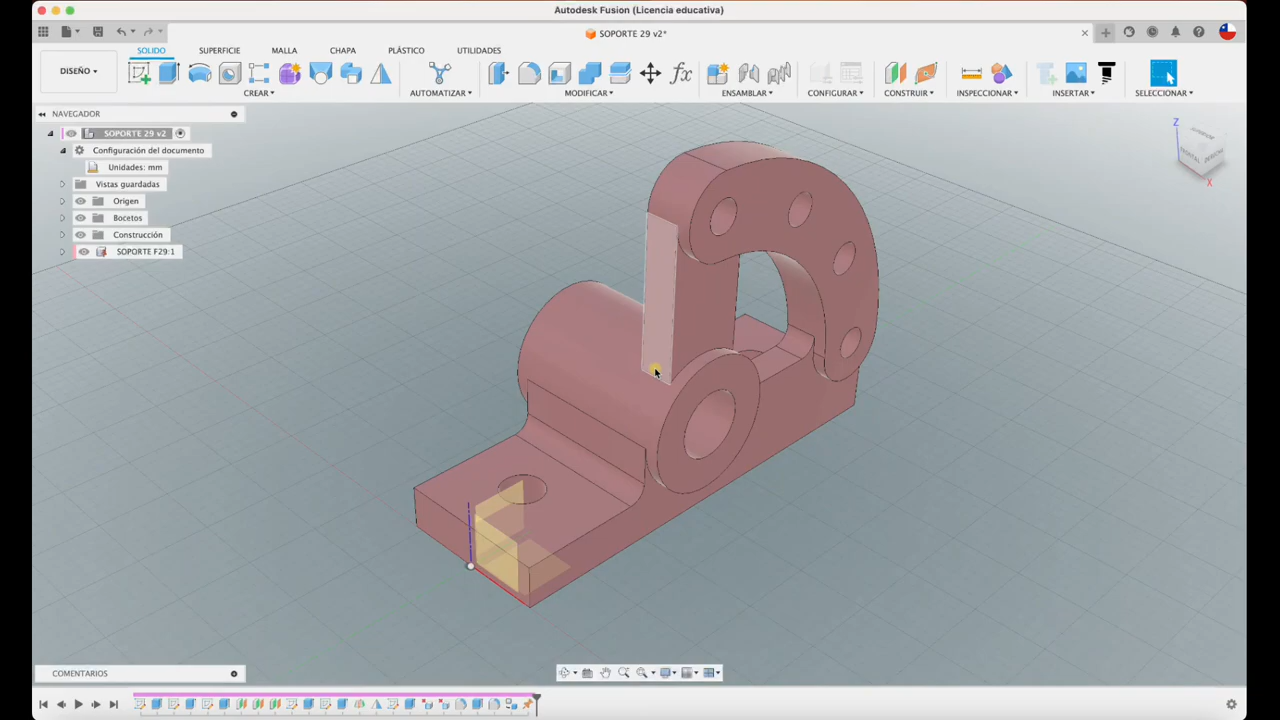 Autodesk Fusion (Licencia educativa)
SOPORTE 29 v2*
SOLIDO SUPERFICIE MALLA CHAPA PLÁSTICO UTILIDADES
DISEÑO
CREAR AUTOMATIZAR MODIFICAR ENSAMBLAR CONFIGURAR CONSTRUIR INSPECCIONAR INSERTAR SELECCIONAR
NAVEGADOR
SOPORTE 29 v2
Configuración del documento
Unidades: mm
Vistas guardadas
Origen
Bocetos
Construcción
SOPORTE F29:1
Z
X
COMENTARIOS